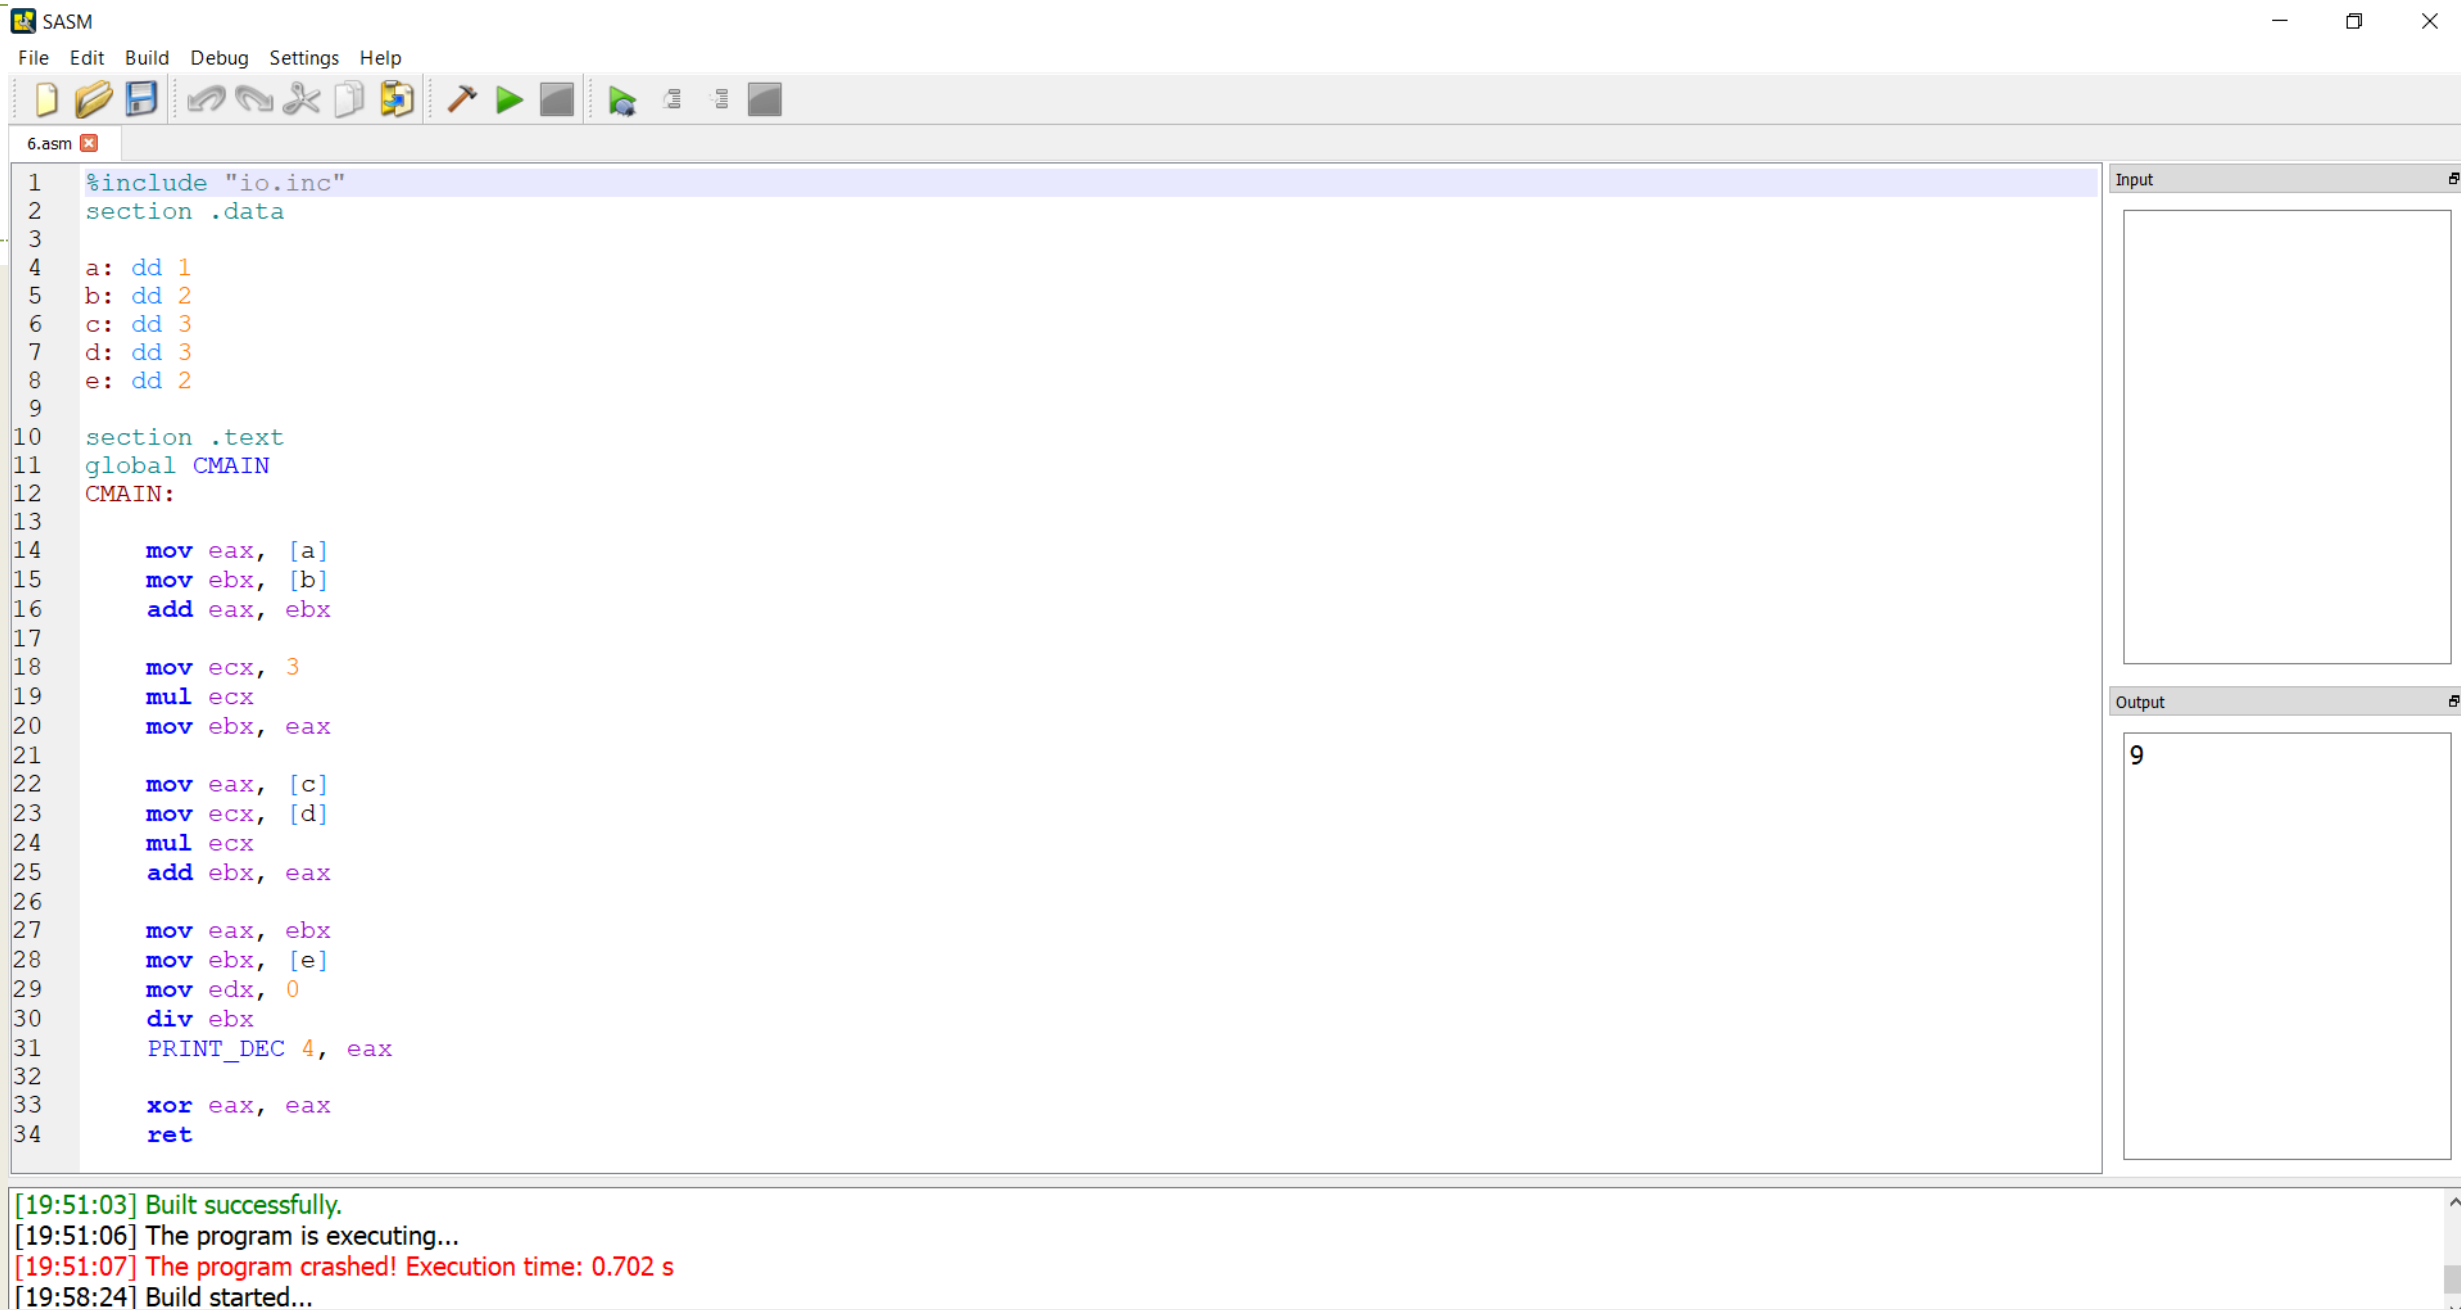 SASM
File Edit Build Debug Settings Help
6.asm
1 %include "io.inc"
2 section .data
3
4 a: dd 1
5 b: dd 2
6 c: dd 3
7 d: dd 3
8 e: dd 2
9
10 section .text
11 global CMAIN
12 CMAIN:
13
14 mov eax, [a]
15 mov ebx, [b]
16 add eax, ebx
17
18 mov ecx, 3
19 mul ecx
20 mov ebx, eax
21
22 mov eax, [c]
23 mov ecx, [d]
24 mul ecx
25 add ebx, eax
26
27 mov eax, ebx
28 mov ebx, [e]
29 mov edx, 0
30 div ebx
31 PRINT_DEC 4, eax
32
33 xor eax, eax
34 ret
Input
Output
9
[19:51:03] Built successfully.
[19:51:06] The program is executing...
[19:51:07] The program crashed! Execution time: 0.702 s
[19:58:24] Build started...